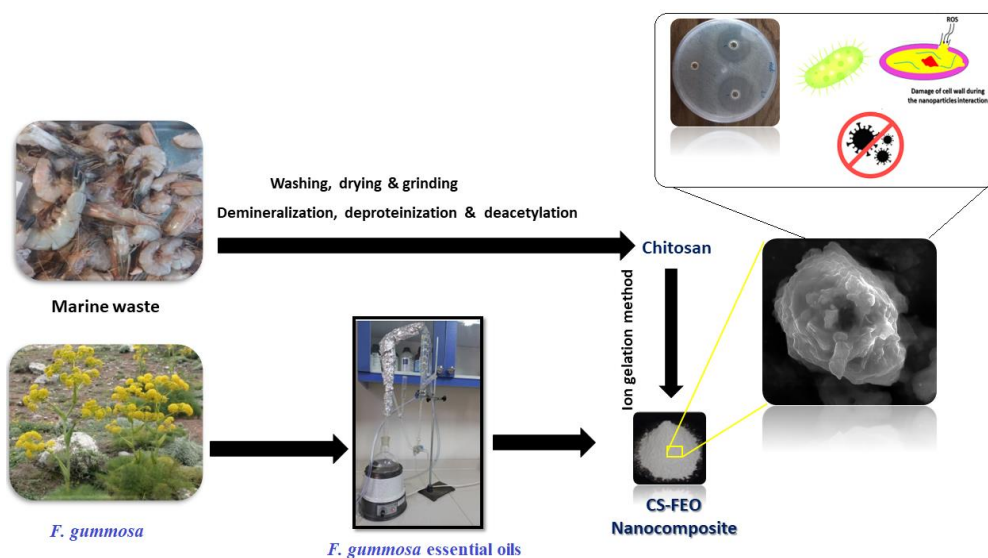 ROS
Damage of cell wall during
the nanoparticles interaction
Washing, drying & grinding
Demineralization, deproteinization & deacetylation
Chitosan
Marine waste
Ion gelation method
CS-FEO
Nanocomposite
F. gummosa
F. gummosa essential oils